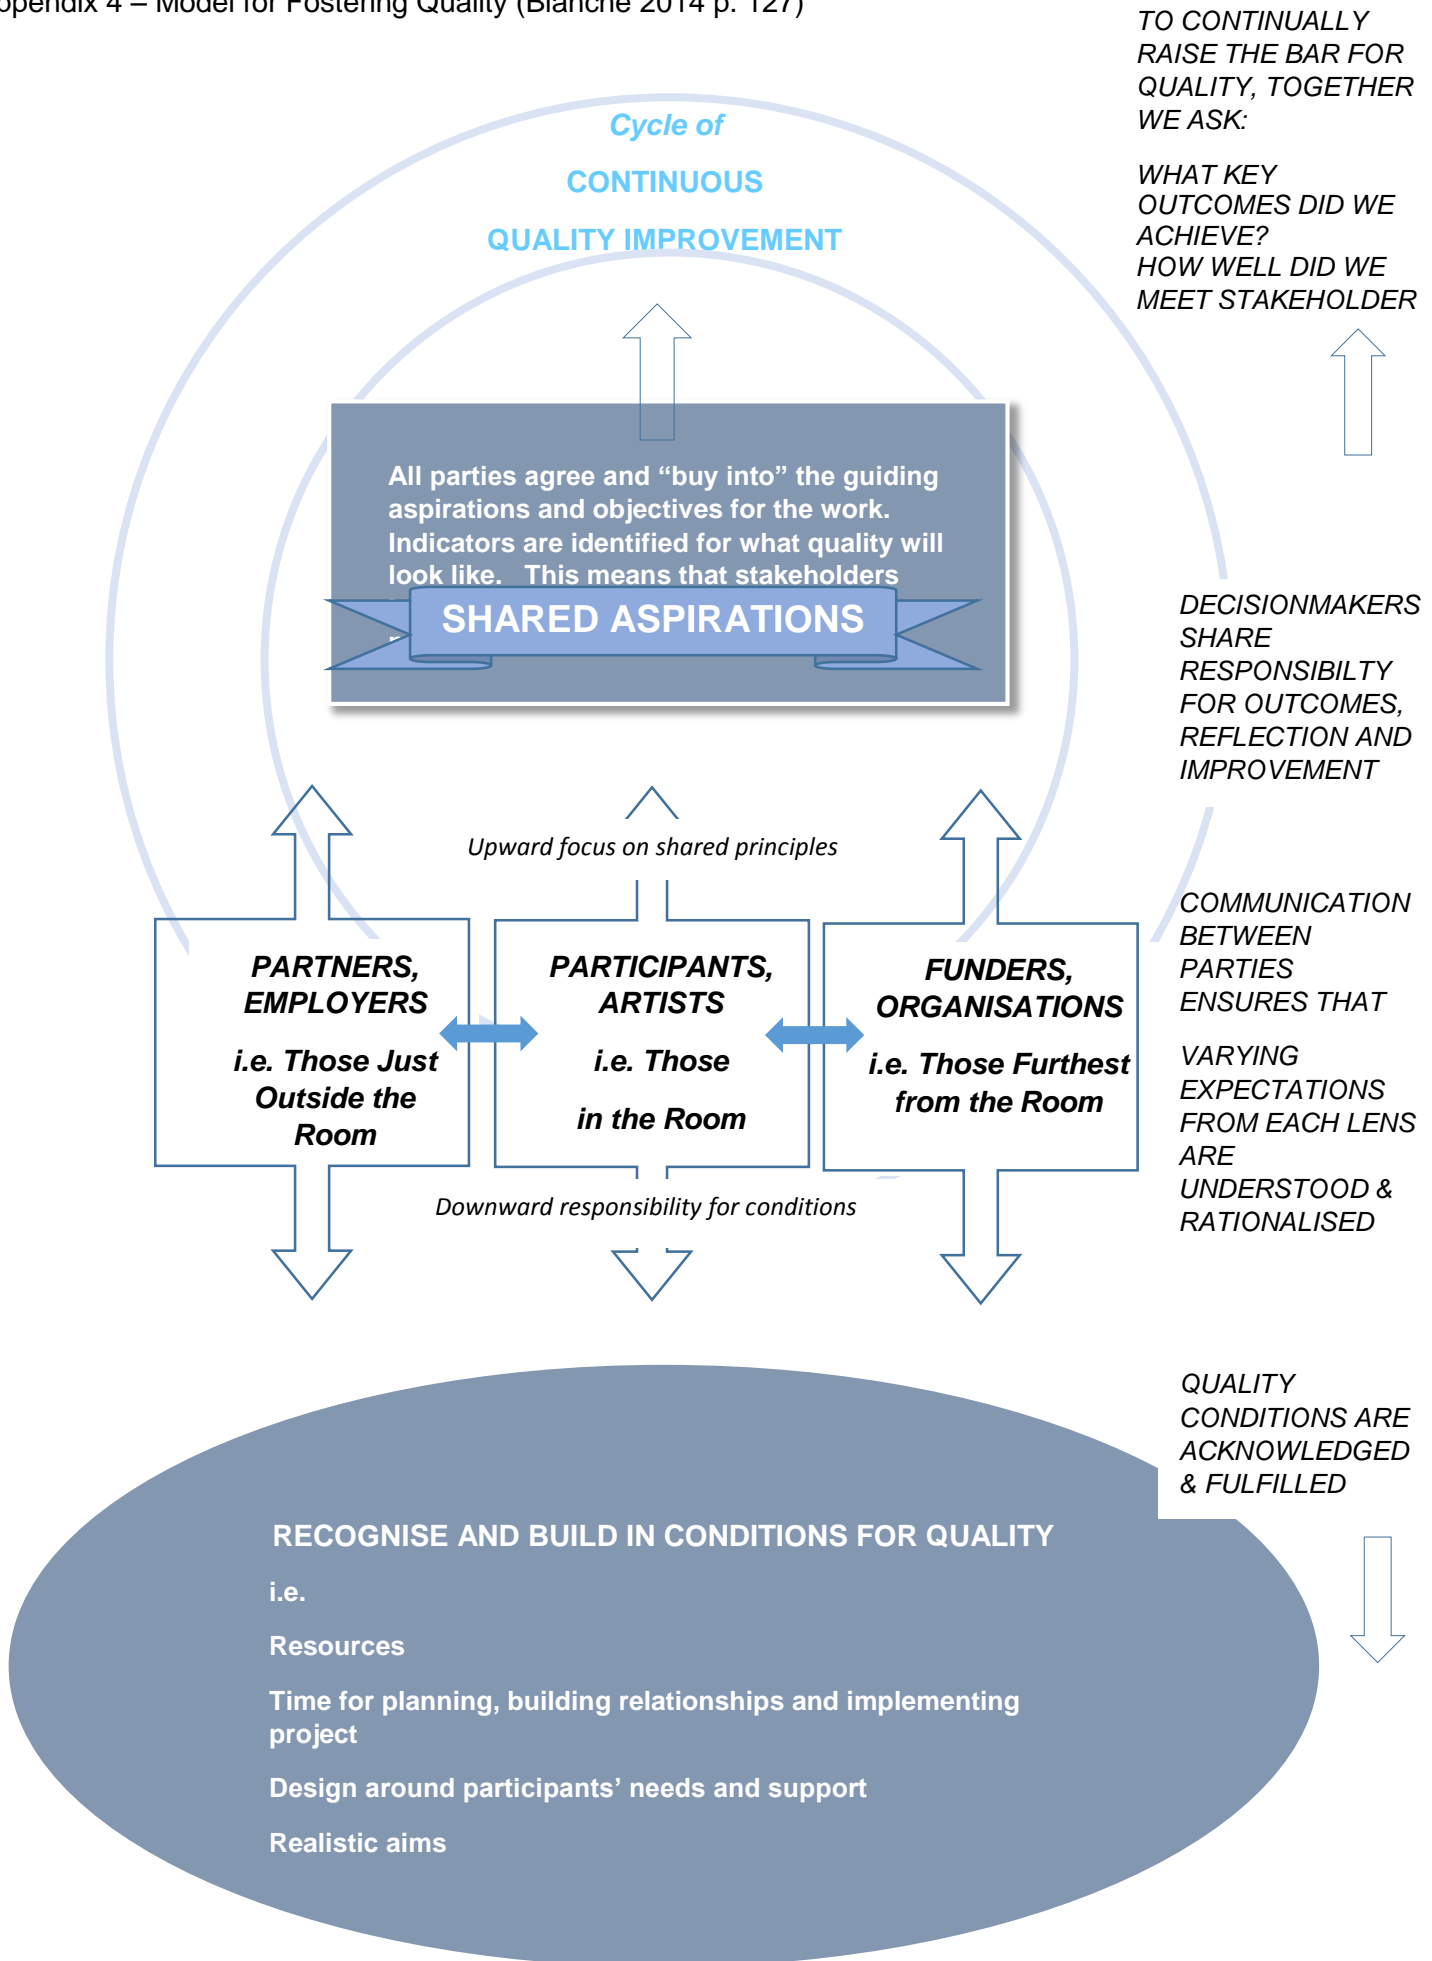 ppendix 4 – Model for Fostering Quality (Blanche 2014 p. 127)
TO CONTINUALLY
RAISE THE BAR FOR
QUALITY, TOGETHER
WE ASK:
WHAT KEY
OUTCOMES DID WE
ACHIEVE?
HOW WELL DID WE
MEET STAKEHOLDER
Cycle of
CONTINUOUS
QUALITY IMPROVEMENT
All parties agree and “buy into” the guiding
aspirations and objectives for the work.
Indicators are identified for what quality will
look like.   This means that stakeholders
SHARED ASPIRATIONS
DECISIONMAKERS
SHARE
RESPONSIBILTY
FOR OUTCOMES,
REFLECTION AND
IMPROVEMENT
Upward focus on shared principles
PARTNERS,
EMPLOYERS
i.e. Those Just
Outside the
Room
PARTICIPANTS,
ARTISTS
i.e. Those
in the Room
FUNDERS,
ORGANISATIONS
i.e. Those Furthest
from the Room
COMMUNICATION
BETWEEN
PARTIES
ENSURES THAT
VARYING
EXPECTATIONS
FROM EACH LENS
ARE
UNDERSTOOD &
RATIONALISED
Downward responsibility for conditions
QUALITY
CONDITIONS ARE
ACKNOWLEDGED
& FULFILLED
RECOGNISE AND BUILD IN CONDITIONS FOR QUALITY
i.e.
Resources
Time for planning, building relationships and implementing
project
Design around participants’ needs and support
Realistic aims